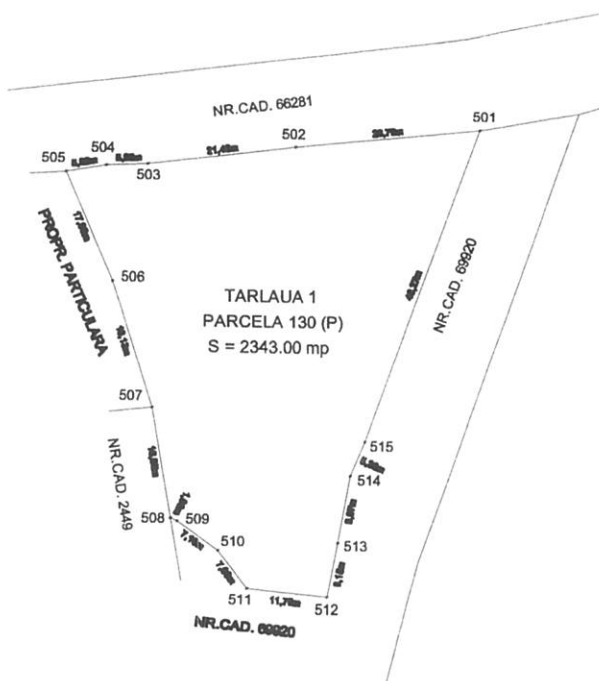 NR.CAD. 66281
501
502
503
504
505
21,48m
PROPR. PARTICULARA
506
TARLAUA 1
PARCELA 130 (P)
S = 2343.00 mp
NR.CAD. 69920
507
NR.CAD. 2449
515
514
508
509
510
513
511
11,78m
512
NR.CAD. 69920